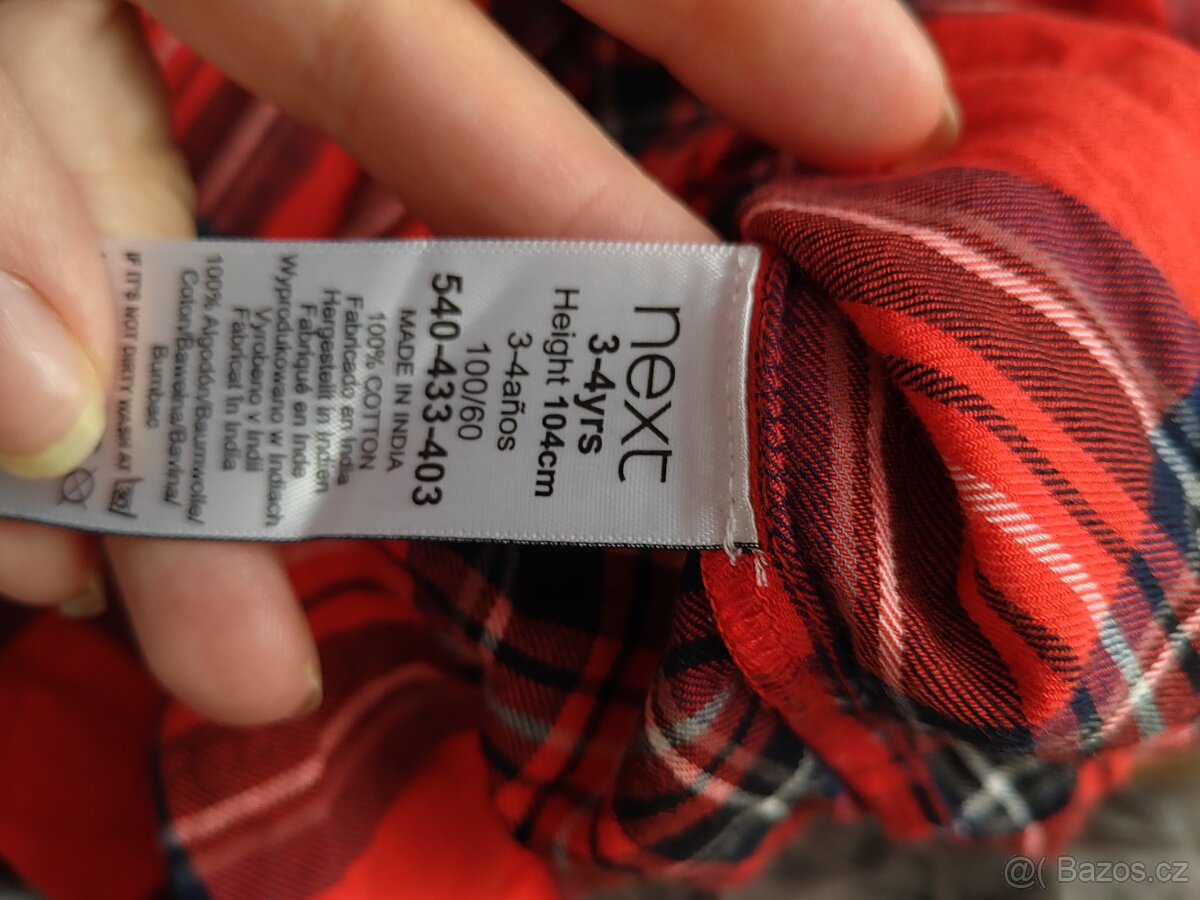 next
3-4yrs
Height 104cm
3-4años
100/60
540-433-403
MADE IN INDIA
100% COTTON
Fabricado en India
Hergestellt in Indien
Fabriqué en Inde
Wyprodukowano w Indiach
Vyrobeno v Indii
Fabricat în India
100% Algodón/Baumwolle/
Coton/Bawełna/Bavlna/
Bumbac
IF IT'S NOT DIRTY WASH AT 30/
@( Bazos.cz